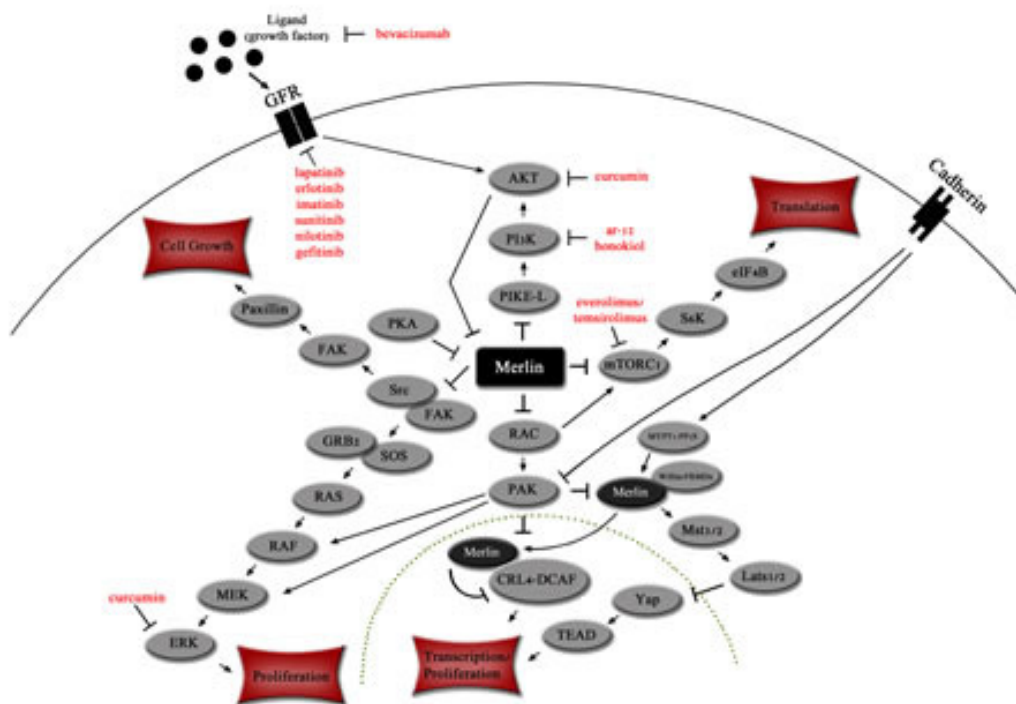 Ligand
(growth factor)
bevacizumab
GFR
lapatinib
erlotinib
imatinib
sunitinib
nilotinib
gefitinib
AKT
curcumin
Cadherin
Cell Growth
Translation
PI3K
ar-12
honokiol
eIF4B
PIKE-L
Paxillin
PKA
everolimus/
temsirolimus
S6K
FAK
Merlin
mTORC1
Src
FAK
RAC
GRB2
SOS
RAS
PAK
Merlin
Mst1/2
RAF
Merlin
CRL4-DCAF
Lats1/2
curcumin
MEK
Yap
ERK
TEAD
Proliferation
Transcription/
Proliferation